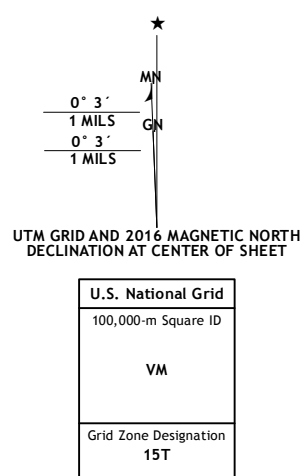 ★
MN
0° 3´
1 MILS
GN
0° 3´
1 MILS
UTM GRID AND 2016 MAGNETIC NORTH
DECLINATION AT CENTER OF SHEET
U.S. National Grid
100,000-m Square ID
VM
Grid Zone Designation
15T